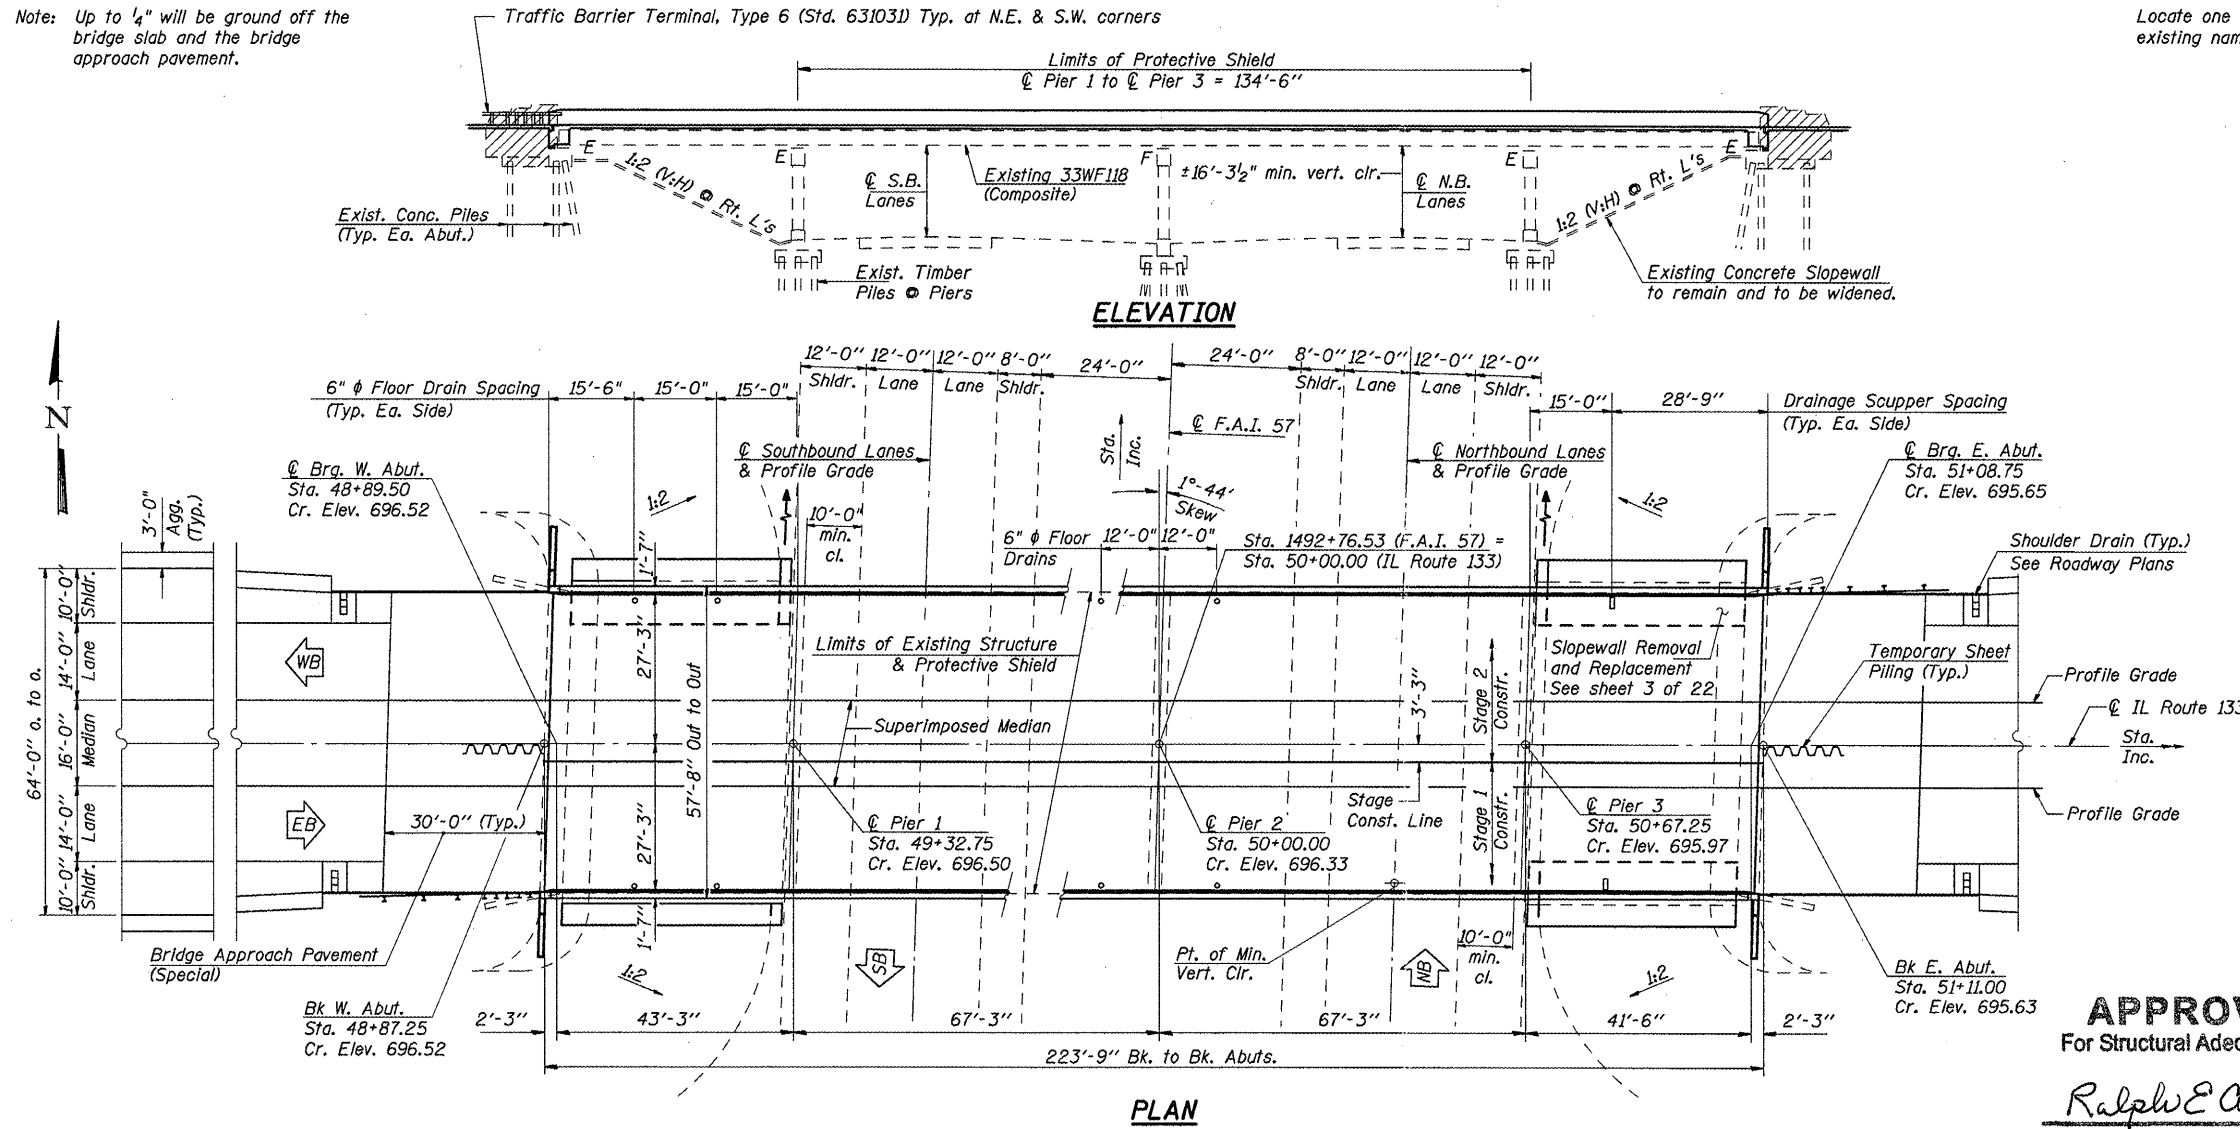 Note: Up to 1/4" will be ground off the
bridge slab and the bridge
approach pavement.
Traffic Barrier Terminal, Type 6 (Std. 631031) Typ. at N.E. & S.W. corners
Locate one
existing nam
Limits of Protective Shield
℄ Pier 1 to ℄ Pier 3 = 134'-6"
E
E
F
E
E
1:2 (V:H) @ Rt. L's
℄ S.B.
Lanes
Existing 33WF118
(Composite)
±16'-3½" min. vert. clr.
℄ N.B.
Lanes
1:2 (V:H) @ Rt. L's
Exist. Conc. Piles
(Typ. Ea. Abut.)
Exist. Timber
Piles @ Piers
Existing Concrete Slopewall
to remain and to be widened.
ELEVATION
N
12'-0" 12'-0" 12'-0" 8'-0" 24'-0" 24'-0" 8'-0" 12'-0" 12'-0" 12'-0"
Shldr. Lane Lane Shldr. Shldr. Lane Lane Shldr.
6" ϕ Floor Drain Spacing
(Typ. Ea. Side)
15'-6" 15'-0" 15'-0"
15'-0" 28'-9"
Drainage Scupper Spacing
(Typ. Ea. Side)
℄ F.A.I. 57
Sta.
Inc.
℄ Southbound Lanes
& Profile Grade
℄ Northbound Lanes
& Profile Grade
℄ Brg. W. Abut.
Sta. 48+89.50
Cr. Elev. 696.52
℄ Brg. E. Abut.
Sta. 51+08.75
Cr. Elev. 695.65
1:2
1:2
1°-44'
Skew
3'-0"
Agg.
(Typ.)
10'-0"
min.
cl.
6" ϕ Floor
Drains
12'-0" 12'-0"
Sta. 1492+76.53 (F.A.I. 57) =
Sta. 50+00.00 (IL Route 133)
Shoulder Drain (Typ.)
See Roadway Plans
1'-7"
64'-0" o. to o.
10'-0"
Shldr.
14'-0"
Lane
16'-0"
Median
14'-0"
Lane
10'-0"
Shldr.
WB
EB
27'-3"
27'-3"
57'-8" Out to Out
Limits of Existing Structure
& Protective Shield
Superimposed Median
3'-3"
Stage 2
Constr.
Stage 1
Constr.
Slopewall Removal
and Replacement
See sheet 3 of 22
Temporary Sheet
Piling (Typ.)
Profile Grade
℄ IL Route 133
Sta.
Inc.
Profile Grade
30'-0" (Typ.)
Stage
Const. Line
℄ Pier 1
Sta. 49+32.75
Cr. Elev. 696.50
℄ Pier 2
Sta. 50+00.00
Cr. Elev. 696.33
℄ Pier 3
Sta. 50+67.25
Cr. Elev. 695.97
1'-7"
Bridge Approach Pavement
(Special)
1:2
SB
Pt. of Min.
Vert. Clr.
NB
10'-0"
min.
cl.
1:2
Bk W. Abut.
Sta. 48+87.25
Cr. Elev. 696.52
Bk E. Abut.
Sta. 51+11.00
Cr. Elev. 695.63
2'-3" 43'-3" 67'-3" 67'-3" 41'-6" 2'-3"
223'-9" Bk. to Bk. Abuts.
PLAN
APPROV
For Structural Adeq
Ralph E